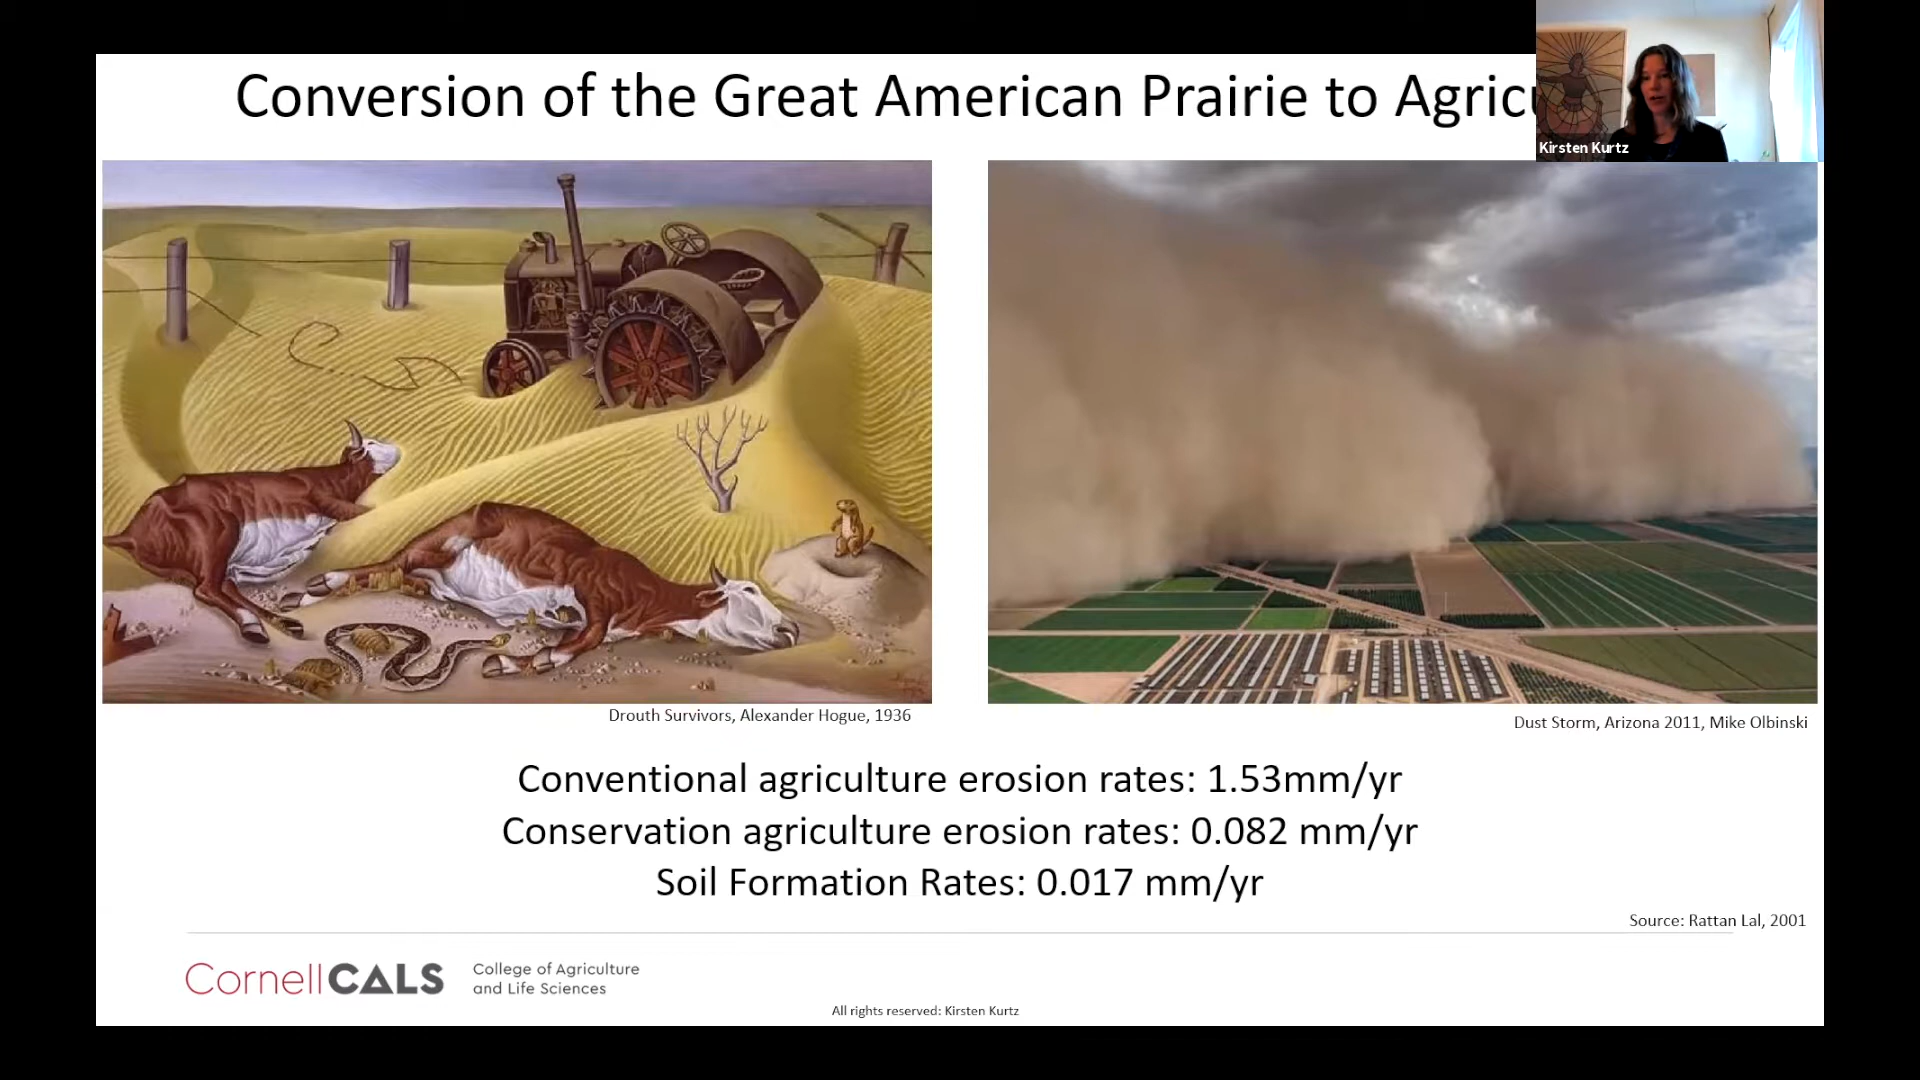 Conversion of the Great American Prairie to Agricu
Kirsten Kurtz
Drouth Survivors, Alexander Hogue, 1936
Dust Storm, Arizona 2011, Mike Olbinski
Conventional agriculture erosion rates: 1.53mm/yr
Conservation agriculture erosion rates: 0.082 mm/yr
Soil Formation Rates: 0.017 mm/yr
Source: Rattan Lal, 2001
CornellCALS
College of Agriculture
and Life Sciences
All rights reserved: Kirsten Kurtz